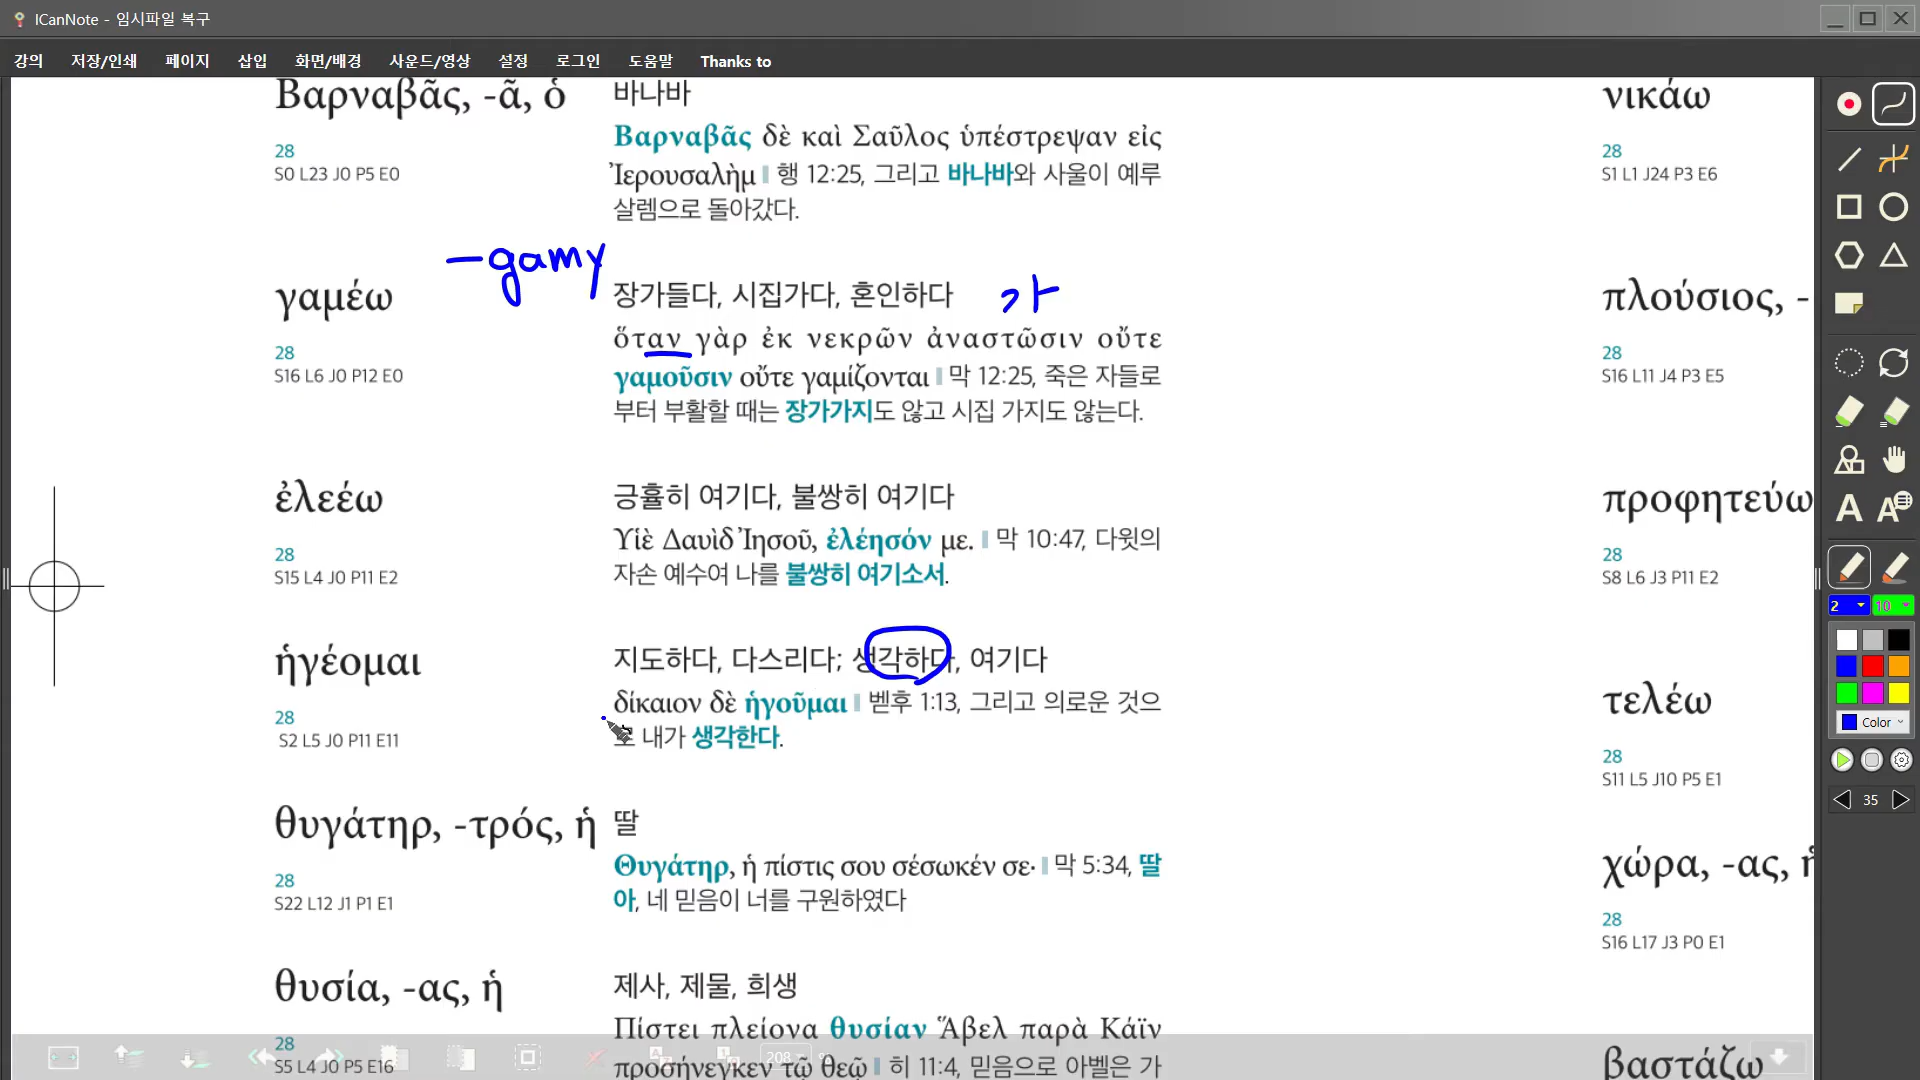 ICanNote - 임시파일 복구
강의 저장/인쇄 페이지 삽입 화면/배경 사운드/영상 설정 로그인 도움말 Thanks to
Βαρναβᾶς, -ᾶ, ὁ 바나바
28
S0 L23 J0 P5 E0
Βαρναβᾶς δὲ καὶ Σαῦλος ὑπέστρεψαν εἰς
Ἰερουσαλὴμ 행 12:25, 그리고 바나바와 사울이 예루
살렘으로 돌아갔다.
-gamy
γαμέω 장가들다, 시집가다, 혼인하다 가
28
S16 L6 J0 P12 E0
ὅταν γὰρ ἐκ νεκρῶν ἀναστῶσιν οὔτε
γαμοῦσιν οὔτε γαμίζονται 막 12:25, 죽은 자들로
부터 부활할 때는 장가가지도 않고 시집 가지도 않는다.
ἐλεέω 긍휼히 여기다, 불쌍히 여기다
28
S15 L4 J0 P11 E2
Υἱὲ Δαυὶδ Ἰησοῦ, ἐλέησόν με. 막 10:47, 다윗의
자손 예수여 나를 불쌍히 여기소서.
ἡγέομαι 지도하다, 다스리다; 생각하다, 여기다
28
S2 L5 J0 P11 E11
δίκαιον δὲ ἡγοῦμαι 벧후 1:13, 그리고 의로운 것으
로 내가 생각한다.
θυγάτηρ, -τρός, ἡ 딸
28
S22 L12 J1 P1 E1
Θυγάτηρ, ἡ πίστις σου σέσωκέν σε· 막 5:34, 딸
아, 네 믿음이 너를 구원하였다
θυσία, -ας, ἡ 제사, 제물, 희생
28
S5 L4 J0 P5 E16
Πίστει πλείονα θυσίαν Ἅβελ παρὰ Κάϊν
προσήνεγκεν τῷ θεῷ 히 11:4, 믿음으로 아벨은 가
νικάω
28
S1 L1 J24 P3 E6
πλούσιος, -
28
S16 L11 J4 P3 E5
προφητεύω
28
S8 L6 J3 P11 E2
τελέω
28
S11 L5 J10 P5 E1
χώρα, -ας, ἡ
28
S16 L17 J3 P0 E1
βαστάζω
2 10
Color
35
208